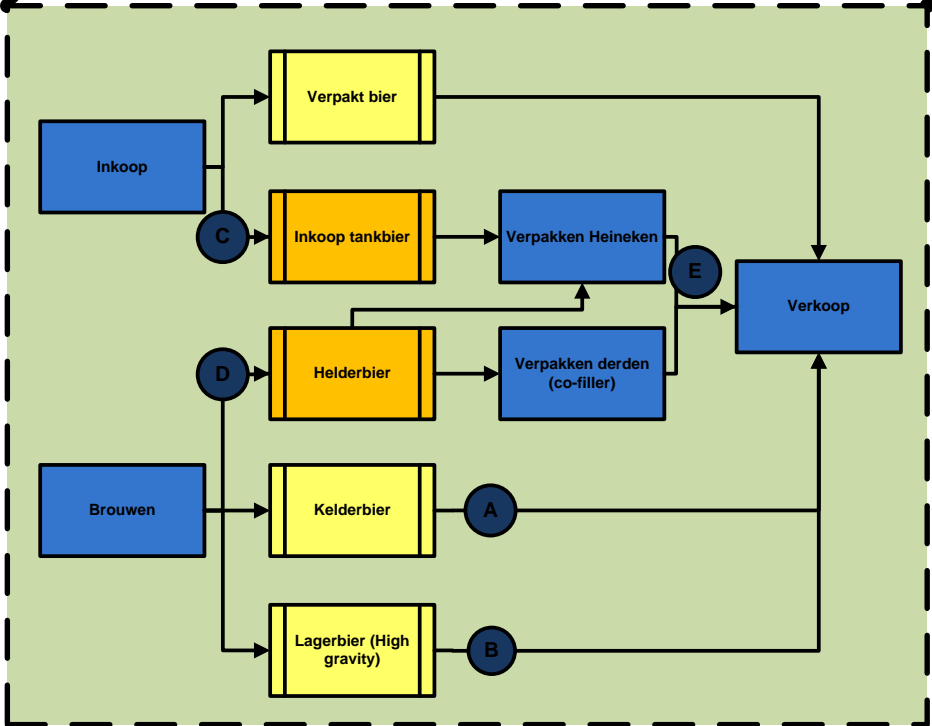 Verpakt bier
Inkoop
C
Inkoop tankbier
Verpakken Heineken
E
Verkoop
D
Helderbier
Verpakken derden
(co-filler)
Brouwen
Kelderbier
A
Lagerbier (High
gravity)
B